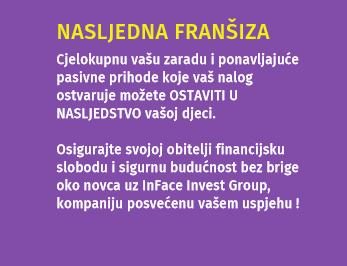 NASLJEDNA FRANŠIZA
Cjelokupnu vašu zaradu i ponavljajuće
pasivne prihode koje vaš nalog
ostvaruje možete OSTAVITI U
NASLJEDSTVO vašoj djeci.
Osigurajte svojoj obitelji financijsku
slobodu i sigurnu budućnost bez brige
oko novca uz InFace Invest Group,
kompaniju posvećenu vašem uspjehu !